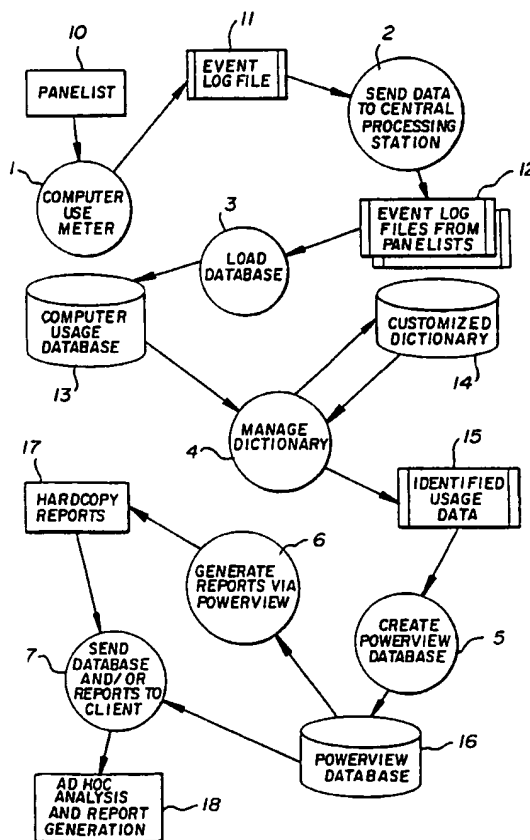 10
PANELIST
11
EVENT
LOG FILE
2
SEND DATA
TO CENTRAL
PROCESSING
STATION
1
COMPUTER
USE
METER
12
EVENT LOG
FILES FROM
PANELISTS
3
LOAD
DATABASE
COMPUTER
USAGE
DATABASE
13
CUSTOMIZED
DICTIONARY
14
MANAGE
DICTIONARY
4
15
IDENTIFIED
USAGE
DATA
17
HARDCOPY
REPORTS
6
GENERATE
REPORTS VIA
POWERVIEW
CREATE
POWERVIEW
DATABASE
5
7
SEND
DATABASE
AND/OR
REPORTS TO
CLIENT
POWERVIEW
DATABASE
16
AD HOC
ANALYSIS
AND REPORT
GENERATION
18